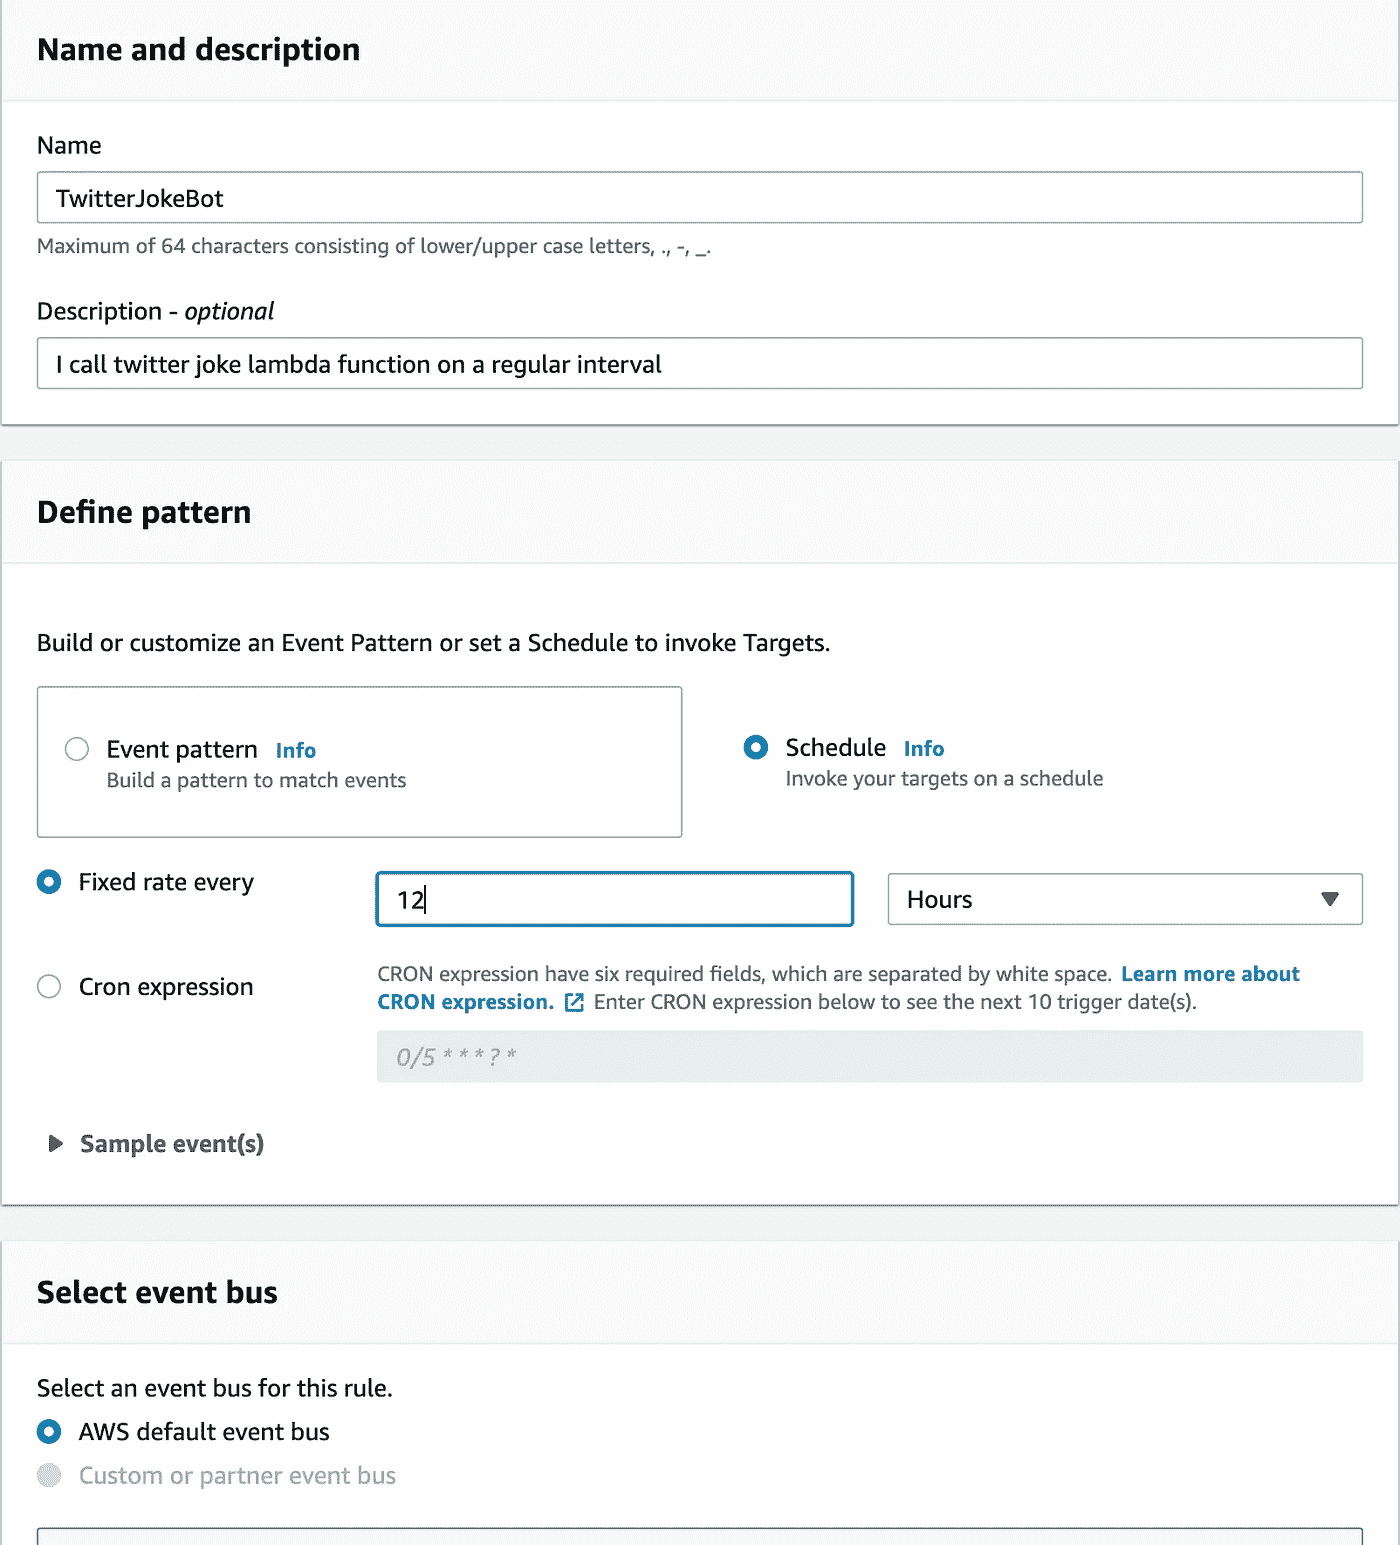 Name and description
Name
TwitterJokeBot
Maximum of 64 characters consisting of lower/upper case letters, ., -, _.
Description - optional
I call twitter joke lambda function on a regular interval
Define pattern
Build or customize an Event Pattern or set a Schedule to invoke Targets.
Event pattern Info
Build a pattern to match events
Schedule Info
Invoke your targets on a schedule
Fixed rate every
12
Hours
Cron expression
CRON expression have six required fields, which are separated by white space. Learn more about
CRON expression. Enter CRON expression below to see the next 10 trigger date(s).
0/5 * * * ? *
Sample event(s)
Select event bus
Select an event bus for this rule.
AWS default event bus
Custom or partner event bus